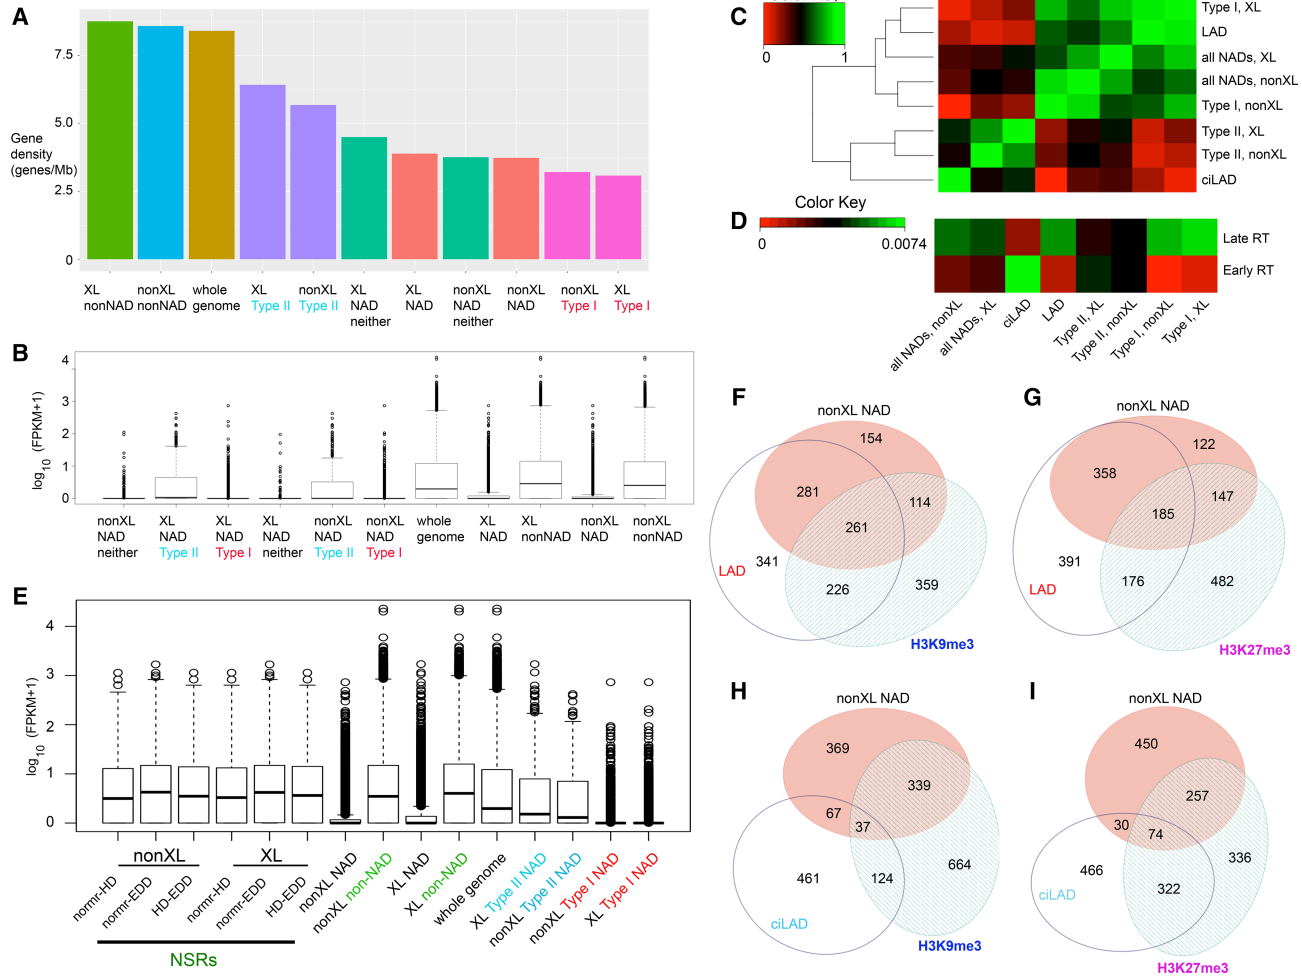 A
7.5
5.0
2.5
0
Gene
density
(genes/Mb)
XL
nonNAD
nonXL
nonNAD
whole
genome
XL
Type II
nonXL
Type II
XL
NAD
neither
XL
NAD
nonXL
NAD
neither
nonXL
NAD
nonXL
Type I
XL
Type I
B
4
3
2
1
0
log10 (FPKM+1)
nonXL
NAD
neither
XL
NAD
Type II
XL
NAD
Type I
XL
NAD
neither
nonXL
NAD
Type II
nonXL
NAD
Type I
whole
genome
XL
NAD
XL
nonNAD
nonXL
NAD
nonXL
nonNAD
C
0
1
Type I, XL
LAD
all NADs, XL
all NADs, nonXL
Type I, nonXL
Type II, XL
Type II, nonXL
ciLAD
D
Color Key
0
0.0074
Late RT
Early RT
all NADs, nonXL
all NADs, XL
ciLAD
LAD
Type II, XL
Type II, nonXL
Type I, nonXL
Type I, XL
E
4
3
2
1
0
log10 (FPKM+1)
nonXL
XL
normr-HD
normr-EDD
HD-EDD
normr-HD
normr-EDD
HD-EDD
nonXL NAD
nonXL non-NAD
XL NAD
XL non-NAD
whole genome
XL Type II NAD
nonXL Type II NAD
nonXL Type I NAD
XL Type I NAD
NSRs
F
nonXL NAD
154
281
114
261
341
LAD
226
359
H3K9me3
G
nonXL NAD
122
358
147
185
391
LAD
176
482
H3K27me3
H
nonXL NAD
369
339
67
37
664
461
124
ciLAD
H3K9me3
I
nonXL NAD
450
257
30
74
336
466
322
ciLAD
H3K27me3